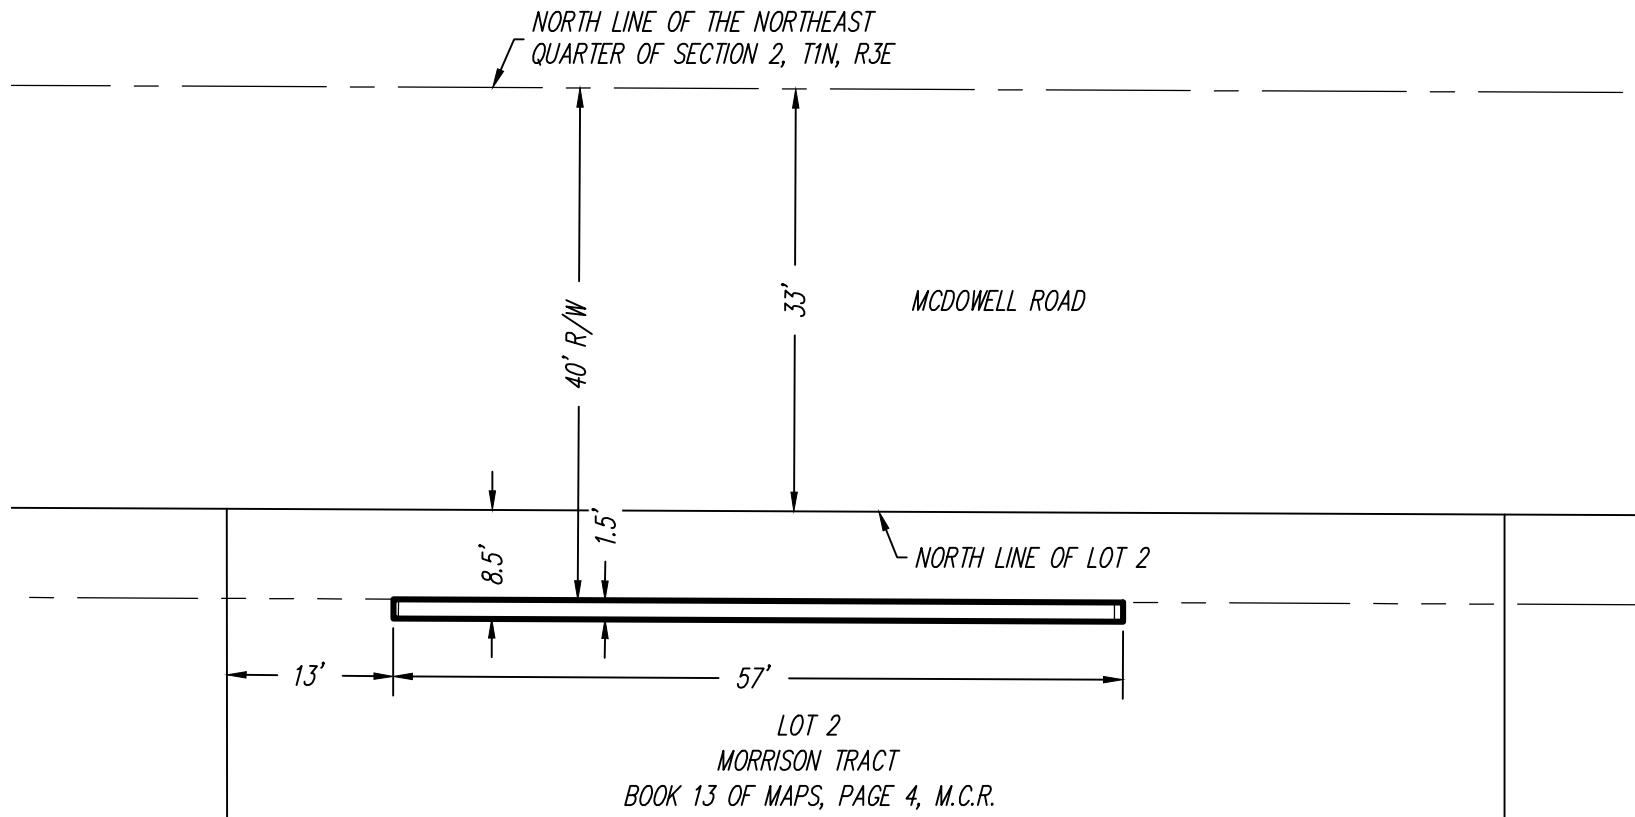 NORTH LINE OF THE NORTHEAST
QUARTER OF SECTION 2, T1N, R3E
40' R/W
33'
MCDOWELL ROAD
8.5'
1.5'
NORTH LINE OF LOT 2
13'
57'
LOT 2
MORRISON TRACT
BOOK 13 OF MAPS, PAGE 4, M.C.R.